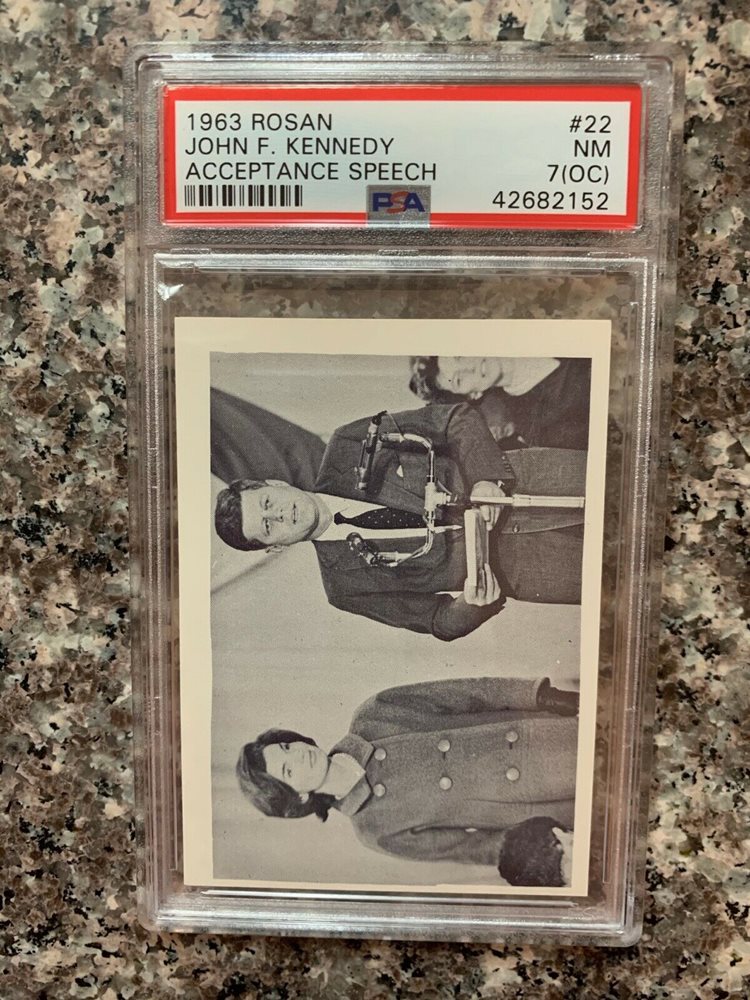 1963 ROSAN #22
JOHN F. KENNEDY NM
ACCEPTANCE SPEECH 7(OC)
PSA 42682152